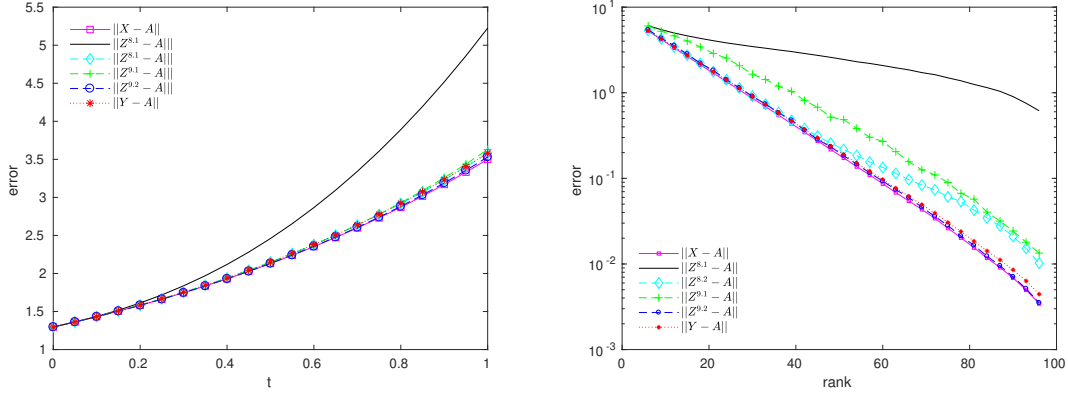 5.5
5
4.5
4
3.5
3
2.5
2
1.5
1
error
||X − A||
||Z^{8.1} − A|||
||Z^{8.1} − A|||
||Z^{9.1} − A|||
||Z^{9.2} − A|||
||Y − A||
0 0.2 0.4 0.6 0.8 1
t
10^1
10^0
10^{-1}
10^{-2}
10^{-3}
error
||X − A||
||Z^{8.1} − A||
||Z^{8.2} − A||
||Z^{9.1} − A||
||Z^{9.2} − A||
||Y − A||
0 20 40 60 80 100
rank